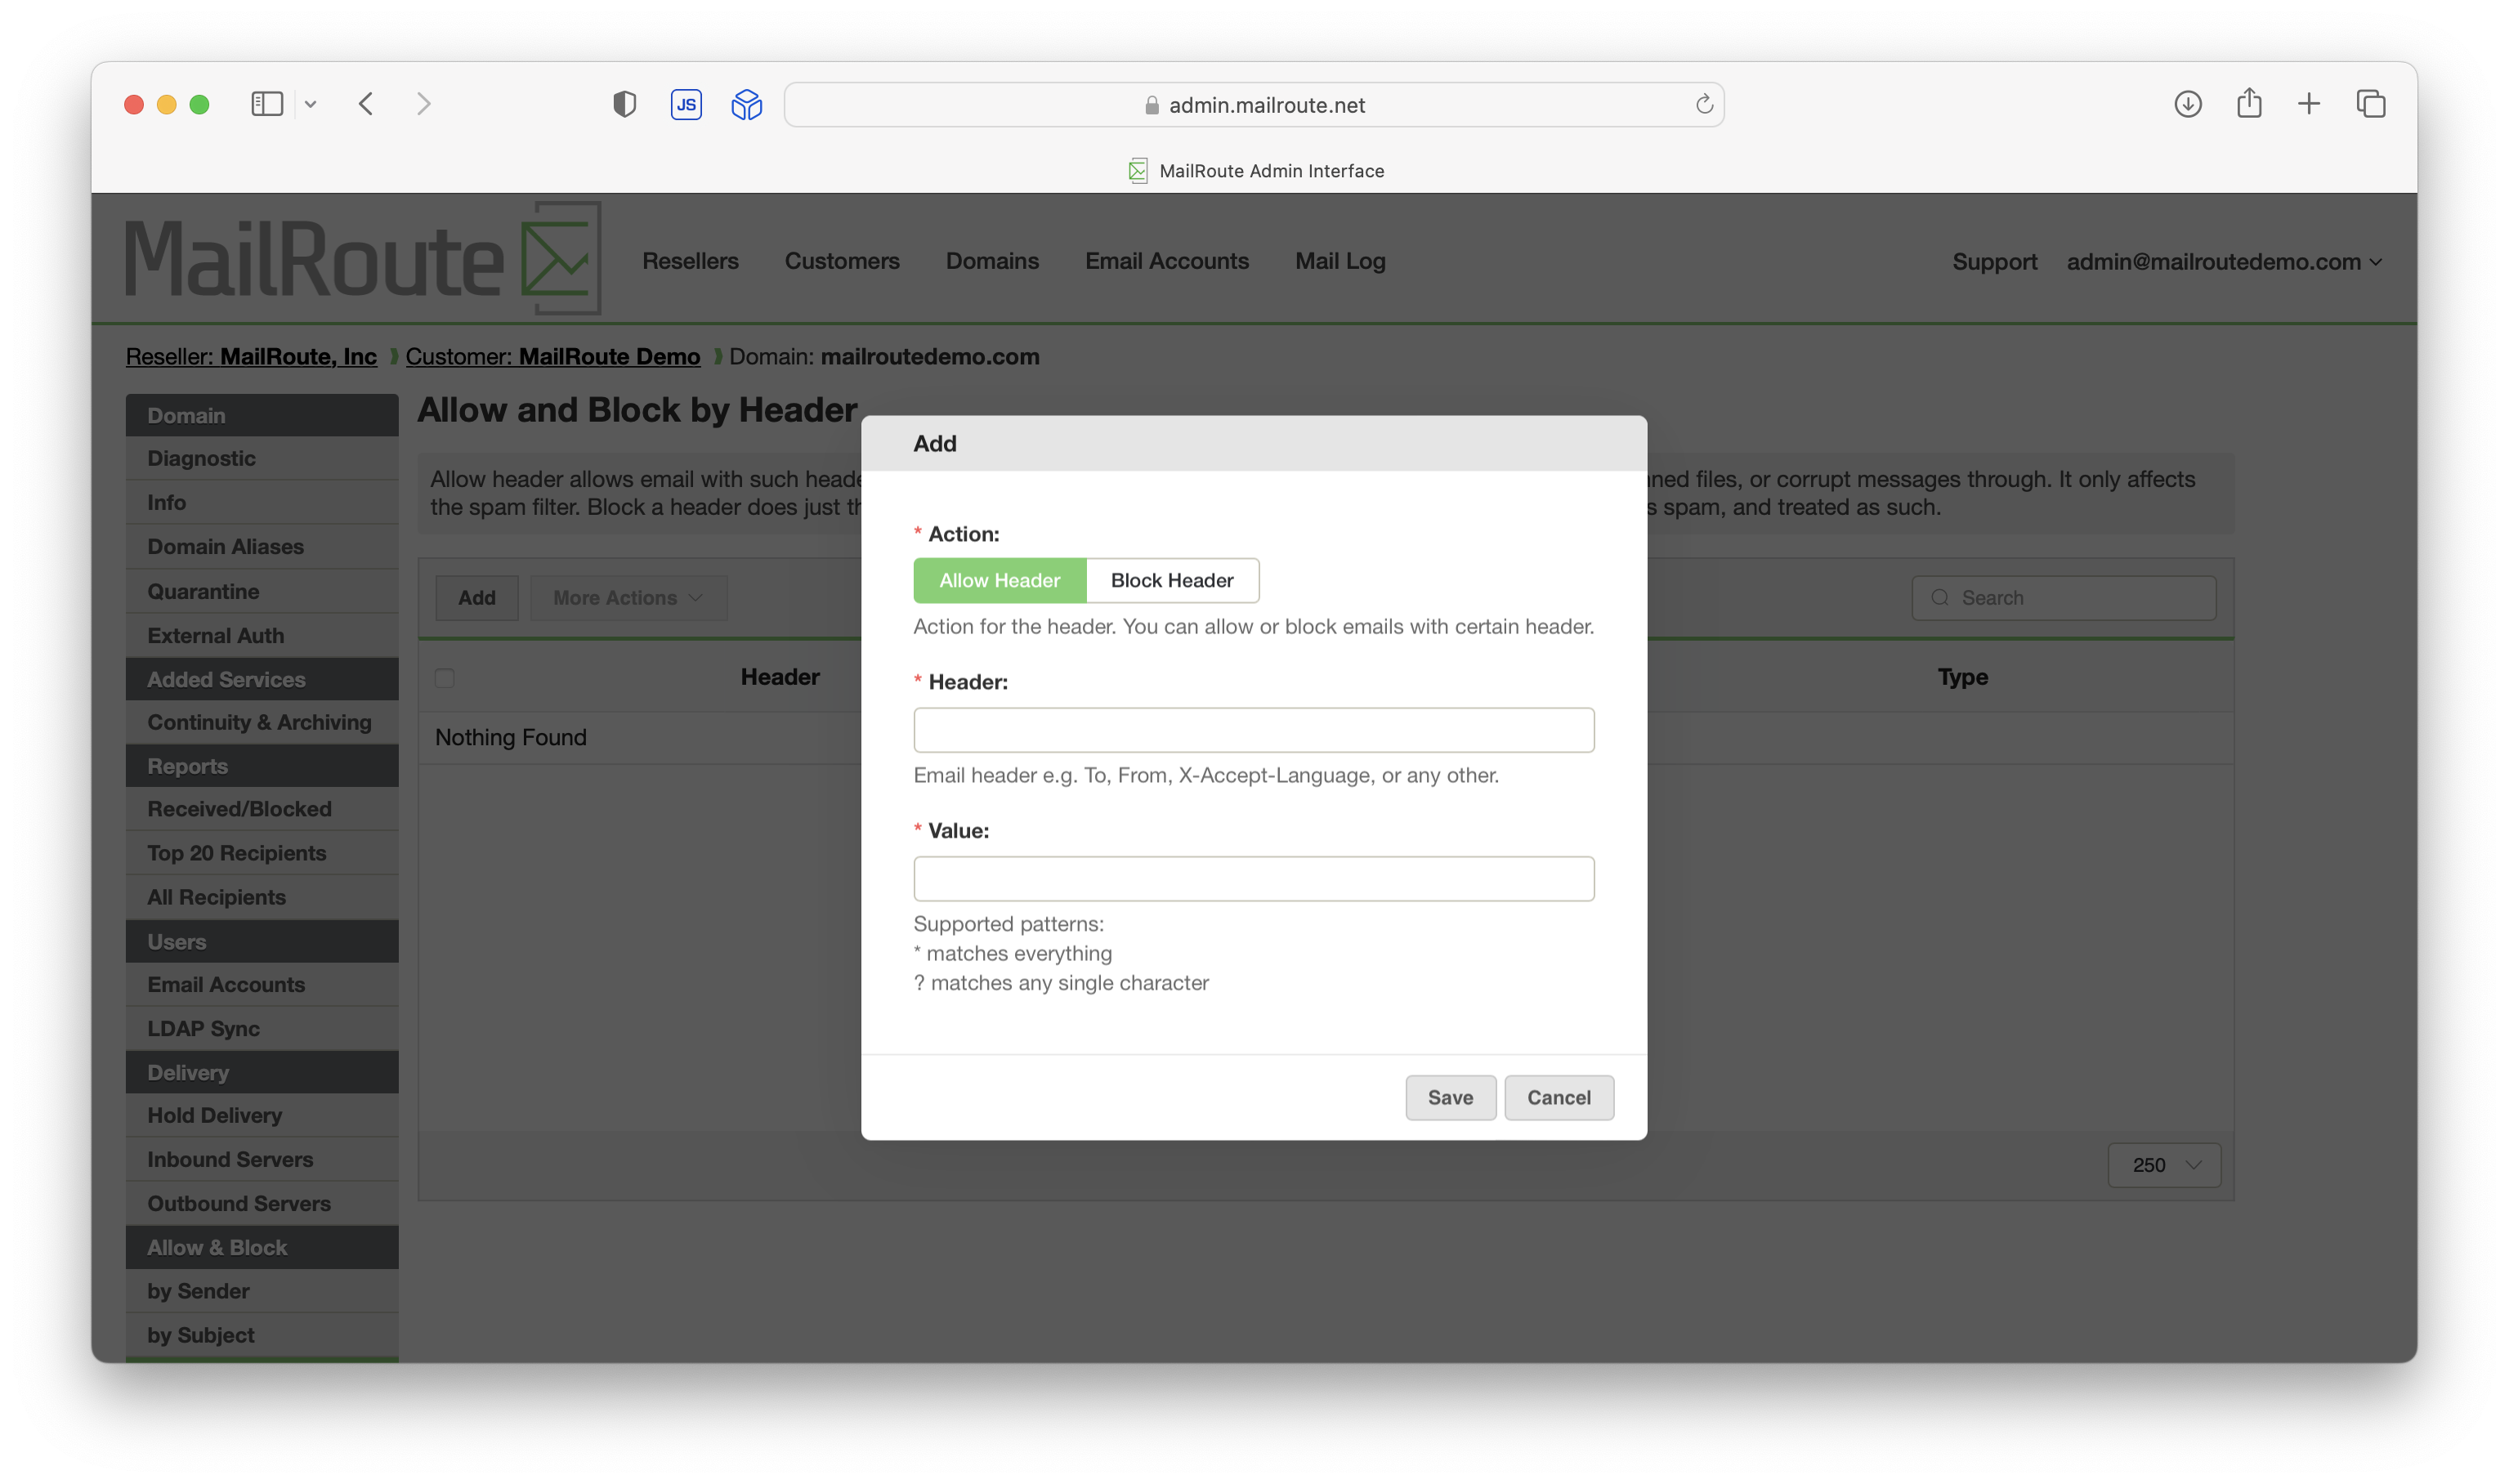 JS
admin.mailroute.net
MailRoute Admin Interface
MailRoute
Resellers
Customers
Domains
Email Accounts
Mail Log
Support
admin@mailroutedemo.com
Reseller: MailRoute, Inc
Customer: MailRoute Demo
Domain: mailroutedemo.com
Domain
Diagnostic
Info
Domain Aliases
Quarantine
External Auth
Added Services
Continuity & Archiving
Reports
Received/Blocked
Top 20 Recipients
All Recipients
Users
Email Accounts
LDAP Sync
Delivery
Hold Delivery
Inbound Servers
Outbound Servers
Allow & Block
by Sender
by Subject
Allow and Block by Header
Allow header allows email with such
files, or corrupt messages through. It only affects
the spam filter. Block a header does just
spam, and treated as such.
Add
More Actions
Search
Header
Type
Nothing Found
250
Add
* Action:
Allow Header
Block Header
Action for the header. You can allow or block emails with certain header.
* Header:
Email header e.g. To, From, X-Accept-Language, or any other.
* Value:
Supported patterns:
* matches everything
? matches any single character
Save
Cancel